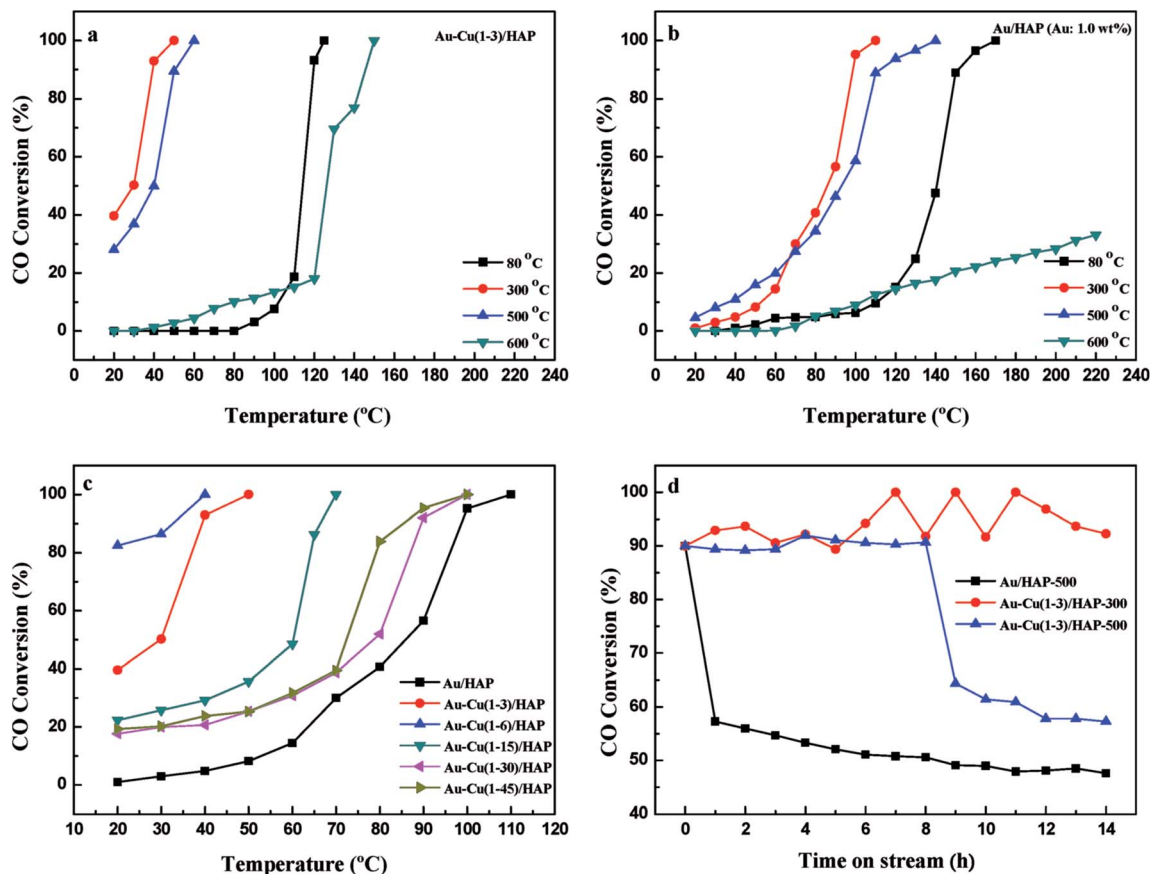 a
Au-Cu(1-3)/HAP
CO Conversion (%)
100
80
60
40
20
0
80 °C
300 °C
500 °C
600 °C
0 20 40 60 80 100 120 140 160 180 200 220 240
Temperature (°C)
b
Au/HAP (Au: 1.0 wt%)
CO Conversion (%)
100
80
60
40
20
0
80 °C
300 °C
500 °C
600 °C
0 20 40 60 80 100 120 140 160 180 200 220 240
Temperature (°C)
c
CO Conversion (%)
100
80
60
40
20
0
Au/HAP
Au-Cu(1-3)/HAP
Au-Cu(1-6)/HAP
Au-Cu(1-15)/HAP
Au-Cu(1-30)/HAP
Au-Cu(1-45)/HAP
10 20 30 40 50 60 70 80 90 100 110 120
Temperature (°C)
d
CO Conversion (%)
100
90
80
70
60
50
40
Au/HAP-500
Au-Cu(1-3)/HAP-300
Au-Cu(1-3)/HAP-500
0 2 4 6 8 10 12 14
Time on stream (h)